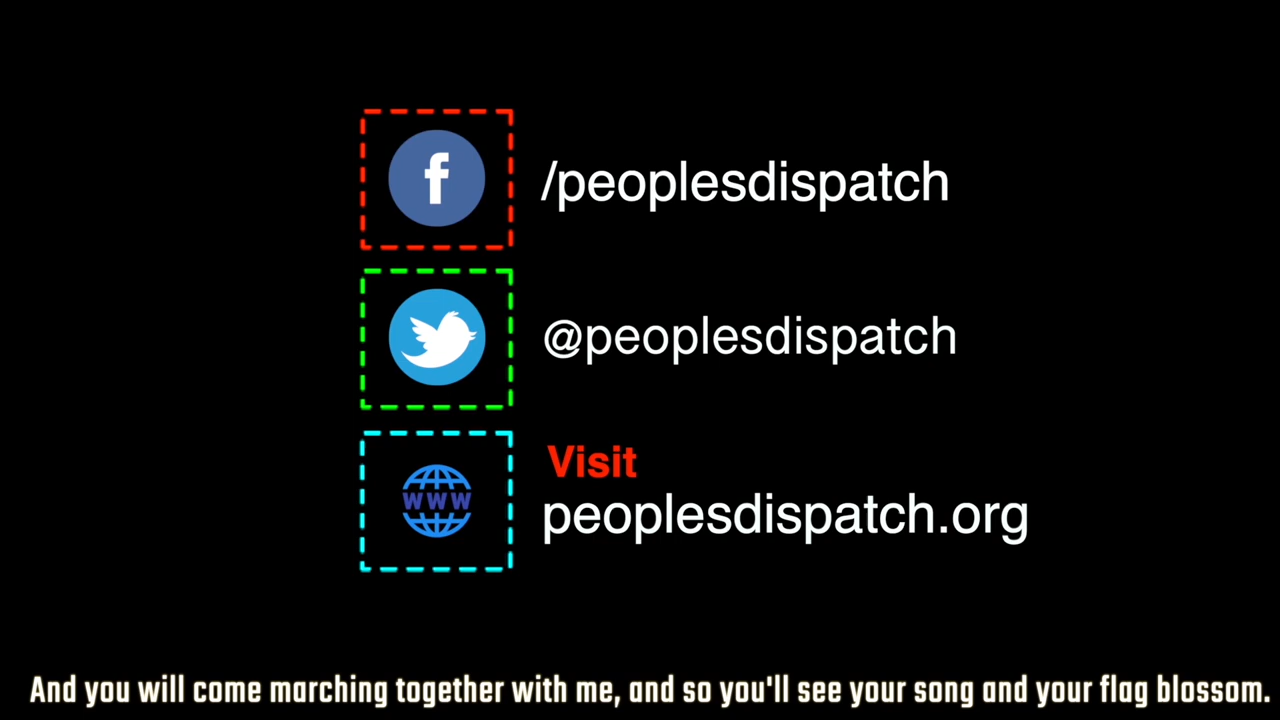 f
/peoplesdispatch
@peoplesdispatch
Visit
www
peoplesdispatch.org
And you will come marching together with me, and so you'll see your song and your flag blossom.